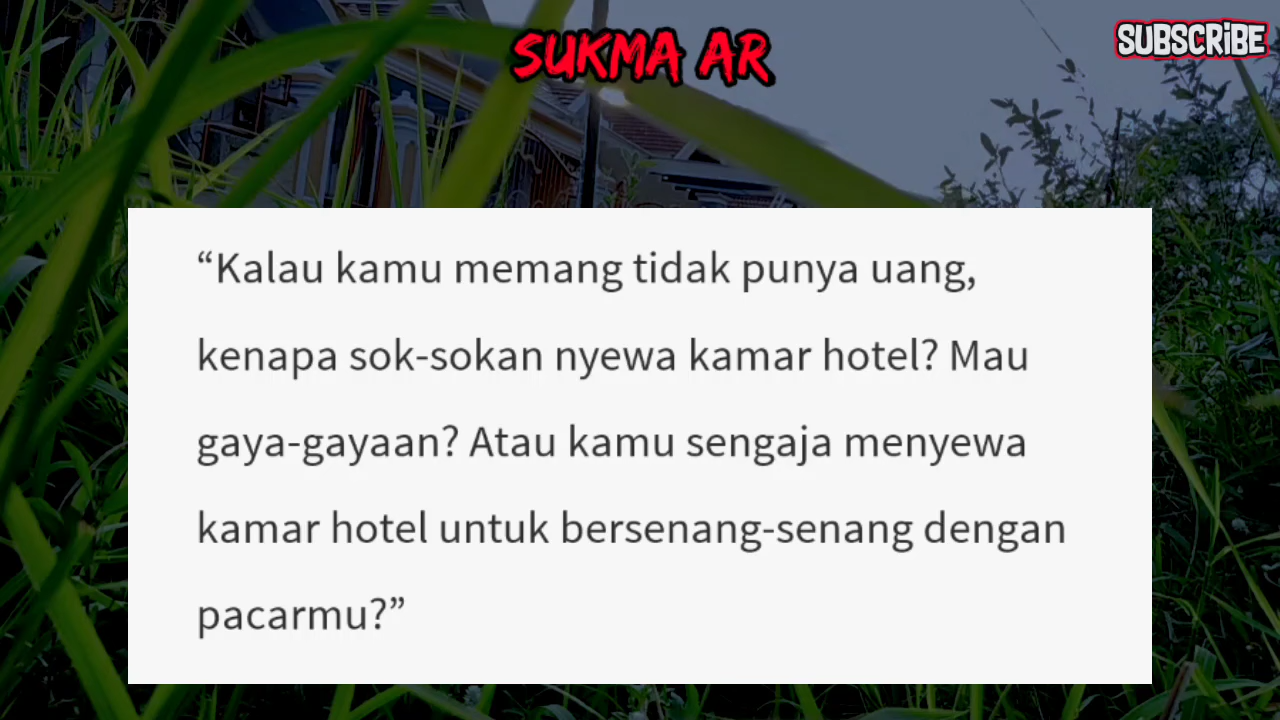 SUKMA AR
SUBSCRiBE
“Kalau kamu memang tidak punya uang,
kenapa sok-sokan nyewa kamar hotel? Mau
gaya-gayaan? Atau kamu sengaja menyewa
kamar hotel untuk bersenang-senang dengan
pacarmu?”